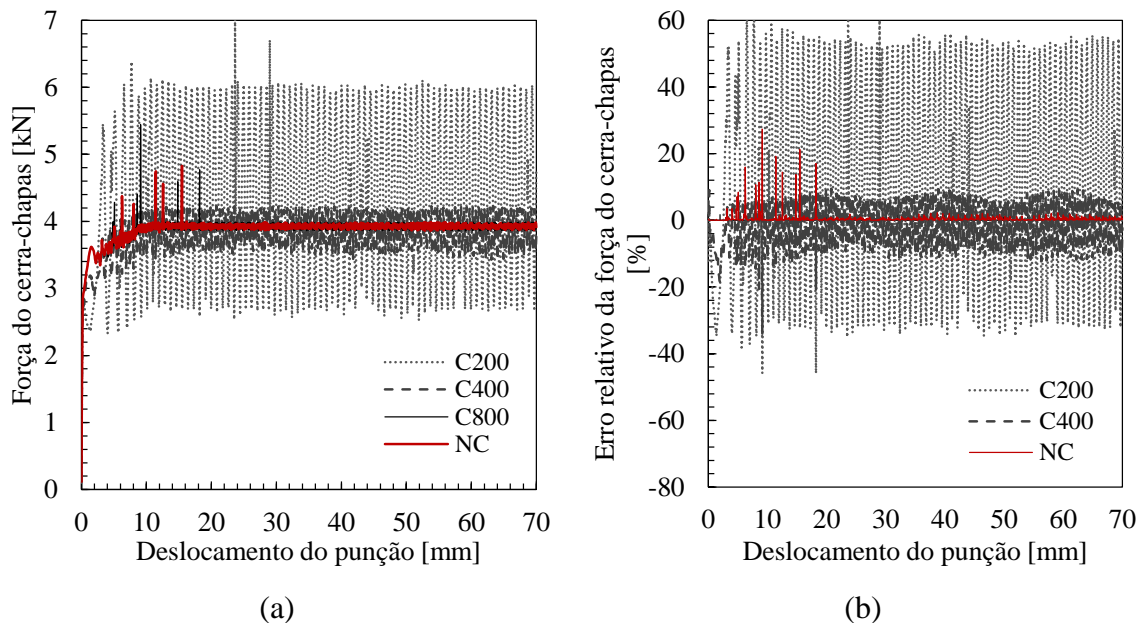 Força do cerra-chapas [kN]
7
6
5
4
3
2
1
0
C200
C400
C800
NC
0 10 20 30 40 50 60 70
Deslocamento do punção [mm]
(a)
Erro relativo da força do cerra-chapas
[%]
60
40
20
0
-20
-40
-60
-80
C200
C400
NC
0 10 20 30 40 50 60 70
Deslocamento do punção [mm]
(b)